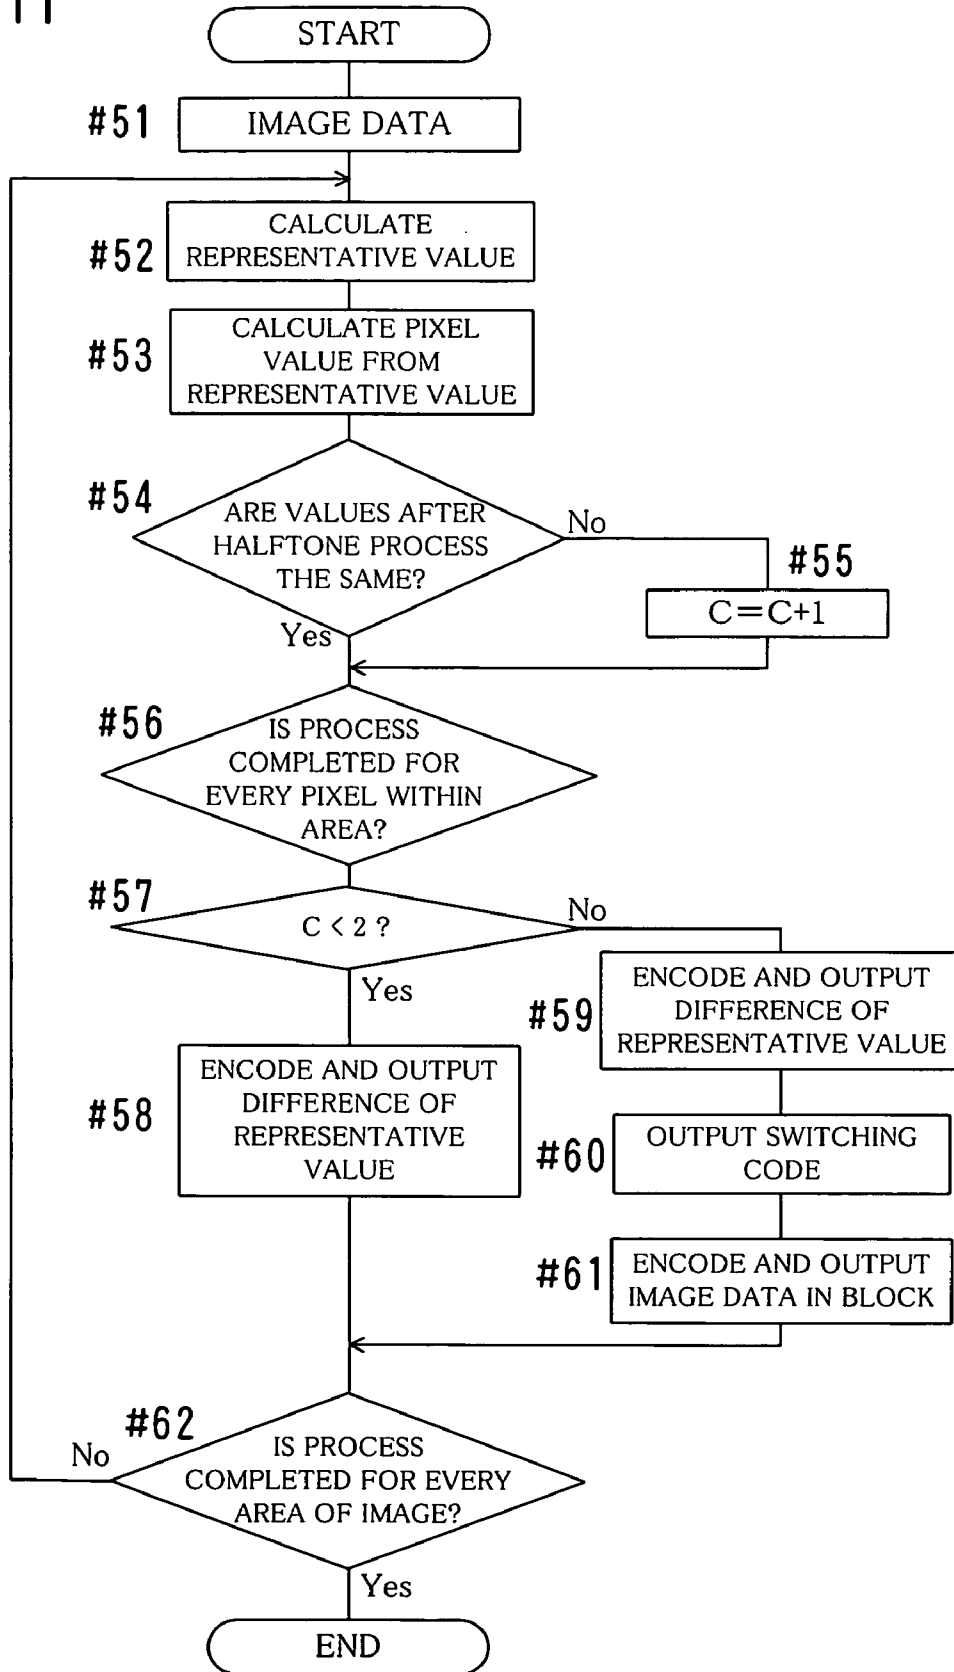 11
START
#51
IMAGE DATA
#52
CALCULATE
REPRESENTATIVE VALUE
#53
CALCULATE PIXEL
VALUE FROM
REPRESENTATIVE VALUE
#54
ARE VALUES AFTER
HALFTONE PROCESS
THE SAME?
No
Yes
#55
C=C+1
#56
IS PROCESS
COMPLETED FOR
EVERY PIXEL WITHIN
AREA?
#57
C < 2 ?
No
Yes
#58
ENCODE AND OUTPUT
DIFFERENCE OF
REPRESENTATIVE
VALUE
#59
ENCODE AND OUTPUT
DIFFERENCE OF
REPRESENTATIVE VALUE
#60
OUTPUT SWITCHING
CODE
#61
ENCODE AND OUTPUT
IMAGE DATA IN BLOCK
#62
IS PROCESS
COMPLETED FOR EVERY
AREA OF IMAGE?
No
Yes
END